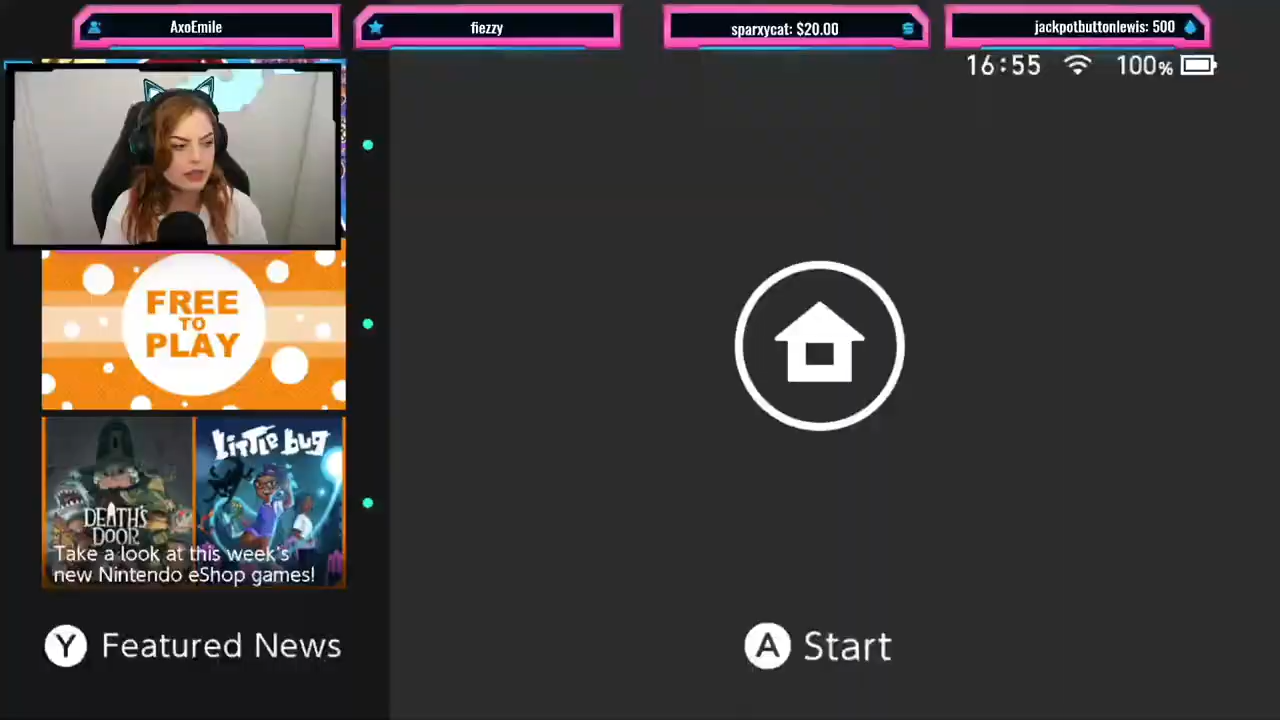 AxoEmile
fiezzy
sparxycat: $20.00
jackpotbuttonlewis: 500
16:55
100%
FREE
TO
PLAY
DEATH'S
DOOR
LITTLE BUG
Take a look at this week's
new Nintendo eShop games!
Y Featured News
A Start